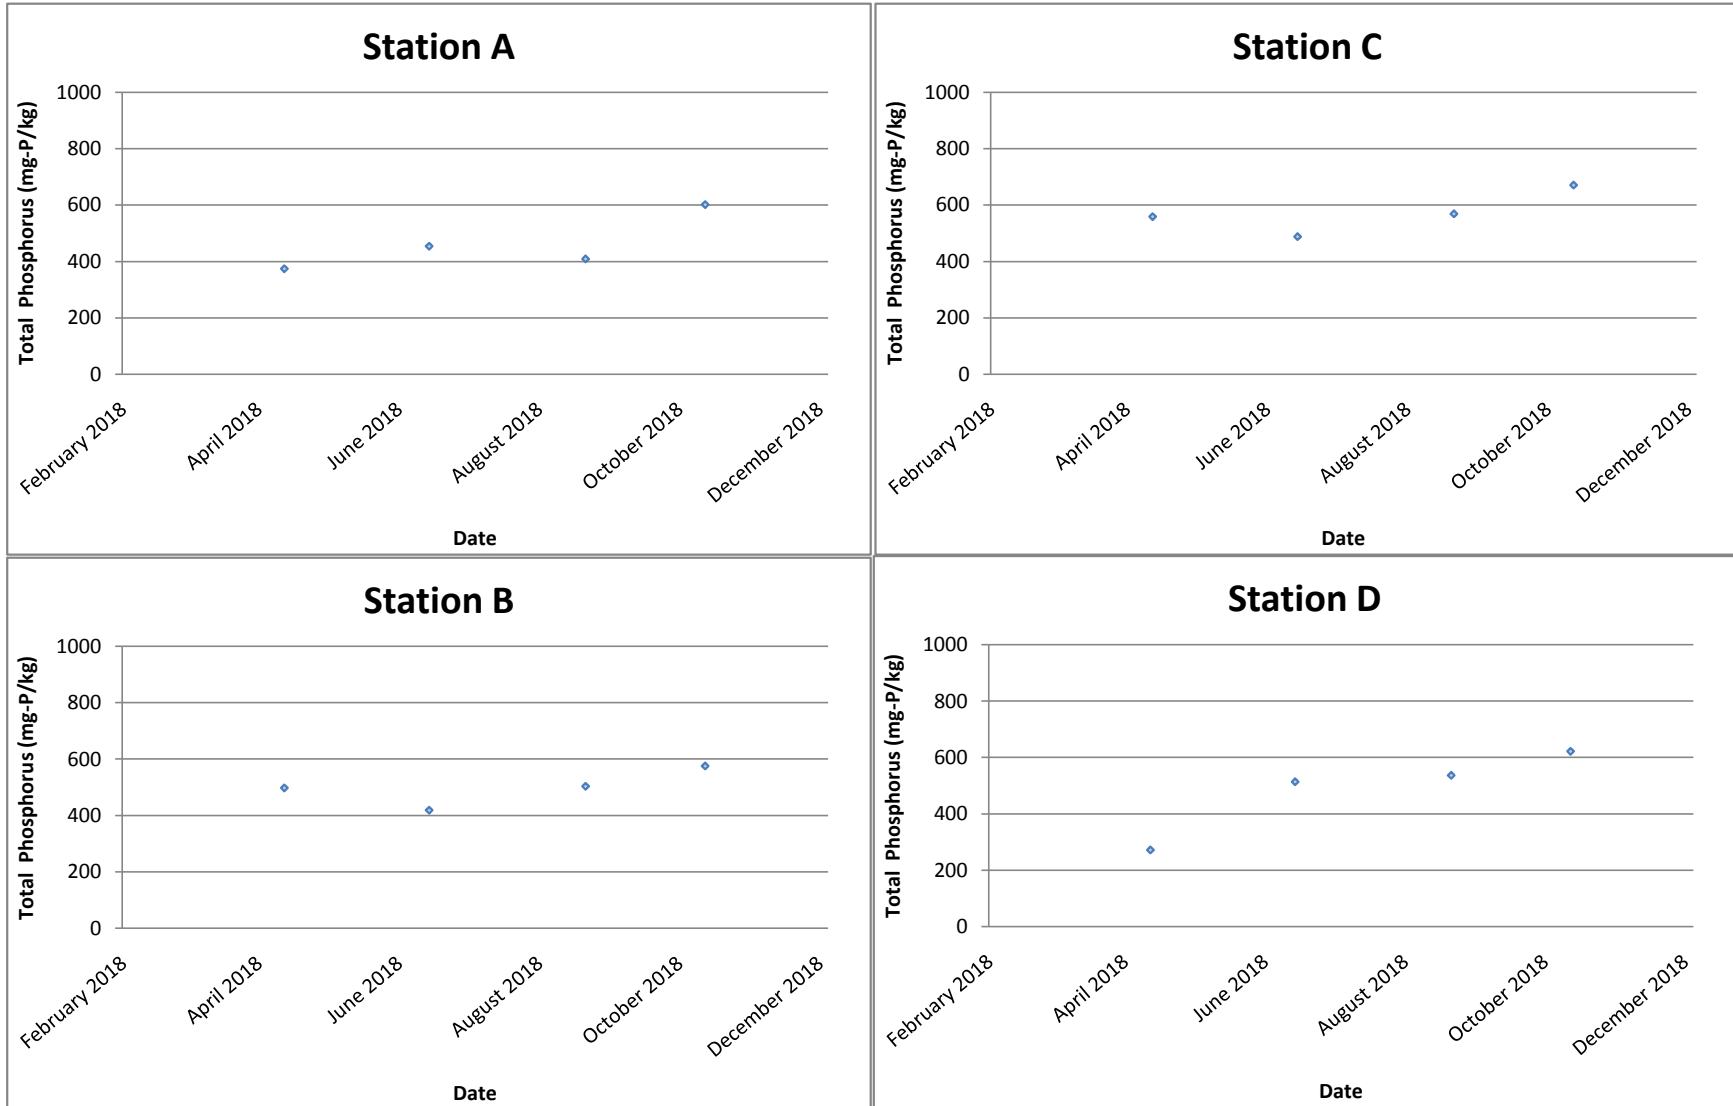 Station A
Total Phosphorus (mg-P/kg)
1000
800
600
400
200
0
February 2018
April 2018
June 2018
August 2018
October 2018
December 2018
Date
Station C
Total Phosphorus (mg-P/kg)
1000
800
600
400
200
0
February 2018
April 2018
June 2018
August 2018
October 2018
December 2018
Date
Station B
Total Phosphorus (mg-P/kg)
1000
800
600
400
200
0
February 2018
April 2018
June 2018
August 2018
October 2018
December 2018
Date
Station D
Total Phosphorus (mg-P/kg)
1000
800
600
400
200
0
February 2018
April 2018
June 2018
August 2018
October 2018
December 2018
Date